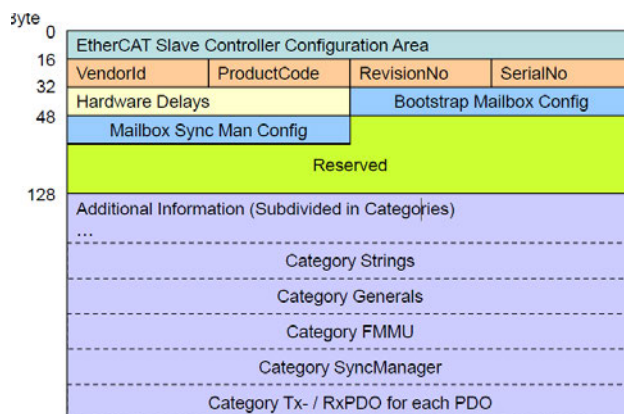 Byte
0
EtherCAT Slave Controller Configuration Area
16
VendorId ProductCode RevisionNo SerialNo
32
Hardware Delays Bootstrap Mailbox Config
48
Mailbox Sync Man Config
Reserved
128
Additional Information (Subdivided in Categories)
...
Category Strings
Category Generals
Category FMMU
Category SyncManager
Category Tx- / RxPDO for each PDO